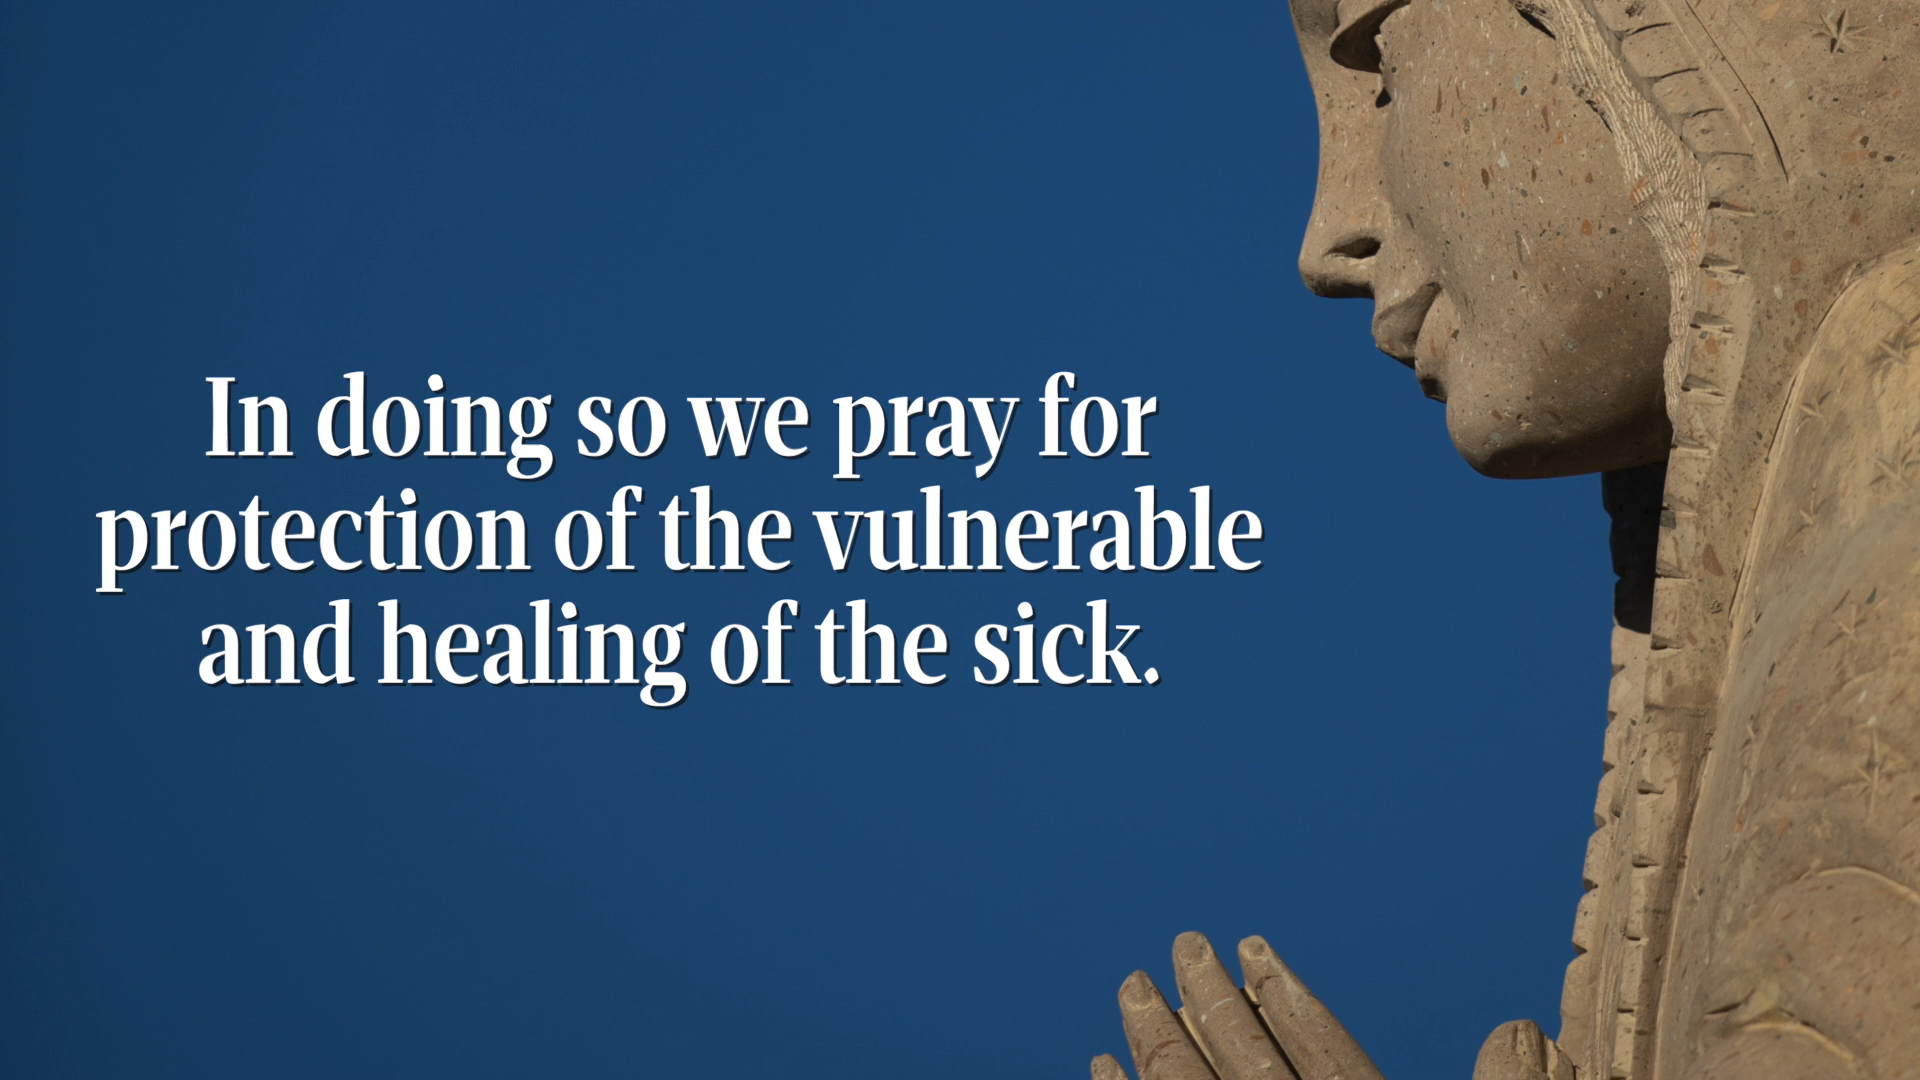 In doing so we pray for
protection of the vulnerable
and healing of the sick.